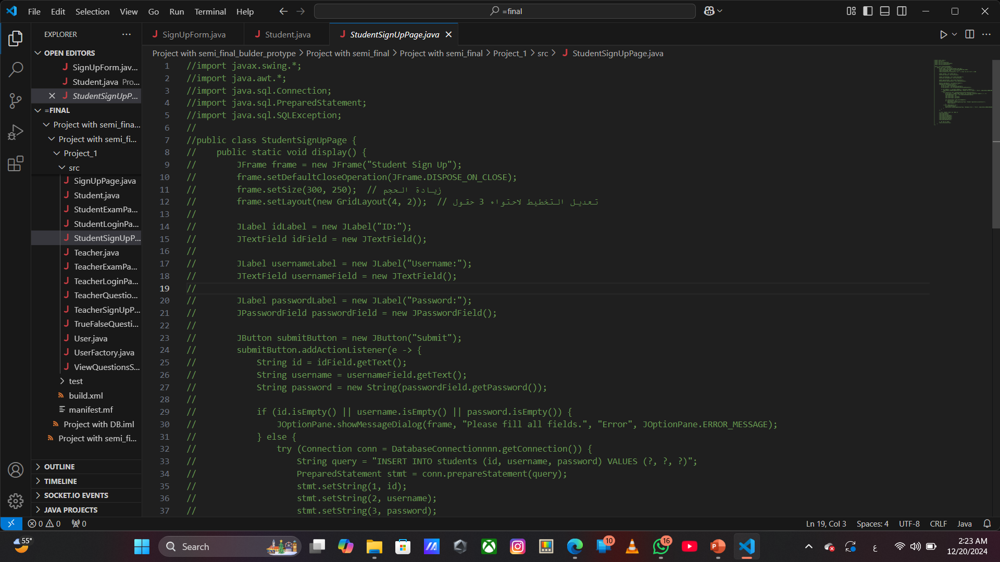 File Edit Selection View Go Run Terminal Help
=final
EXPLORER
OPEN EDITORS
SignUpForm.jav...
Student.java Pro...
StudentSignUpP...
=FINAL
Project with semi_fina...
Project with semi_fi...
Project_1
src
SignUpPage.java
Student.java
StudentExamPa...
StudentLoginPa...
StudentSignUpP...
Teacher.java
TeacherExamPa...
TeacherLoginPa...
TeacherQuestio...
TeacherSignUpP...
TrueFalseQuesti...
User.java
UserFactory.java
ViewQuestionsS...
test
build.xml
manifest.mf
Project with DB.iml
Project with semi_fi...
OUTLINE
TIMELINE
SOCKET.IO EVENTS
JAVA PROJECTS
SignUpForm.java Student.java StudentSignUpPage.java
Project with semi_final_bulder_protype > Project with semi_final > Project with semi_final > Project_1 > src > StudentSignUpPage.java
1 //import javax.swing.*;
2 //import java.awt.*;
3 //import java.sql.Connection;
4 //import java.sql.PreparedStatement;
5 //import java.sql.SQLException;
6 //
7 //public class StudentSignUpPage {
8 //    public static void display() {
9 //        JFrame frame = new JFrame("Student Sign Up");
10 //        frame.setDefaultCloseOperation(JFrame.DISPOSE_ON_CLOSE);
11 //        frame.setSize(300, 250);  // زيادة الحجم
12 //        frame.setLayout(new GridLayout(4, 2));  // تعديل التخطيط لاحتواء 3 حقول
13 //
14 //        JLabel idLabel = new JLabel("ID:");
15 //        JTextField idField = new JTextField();
16 //
17 //        JLabel usernameLabel = new JLabel("Username:");
18 //        JTextField usernameField = new JTextField();
19 //
20 //        JLabel passwordLabel = new JLabel("Password:");
21 //        JPasswordField passwordField = new JPasswordField();
22 //
23 //        JButton submitButton = new JButton("Submit");
24 //        submitButton.addActionListener(e -> {
25 //            String id = idField.getText();
26 //            String username = usernameField.getText();
27 //            String password = new String(passwordField.getPassword());
28 //
29 //            if (id.isEmpty() || username.isEmpty() || password.isEmpty()) {
30 //                JOptionPane.showMessageDialog(frame, "Please fill all fields.", "Error", JOptionPane.ERROR_MESSAGE);
31 //            } else {
32 //                try (Connection conn = DatabaseConnectionnnn.getConnection()) {
33 //                    String query = "INSERT INTO students (id, username, password) VALUES (?, ?, ?)";
34 //                    PreparedStatement stmt = conn.prepareStatement(query);
35 //                    stmt.setString(1, id);
36 //                    stmt.setString(2, username);
37 //                    stmt.setString(3, password);
0 0 0
Ln 19, Col 3 Spaces: 4 UTF-8 CRLF Java
55°
Search
10
16
ع
2:23 AM
12/20/2024